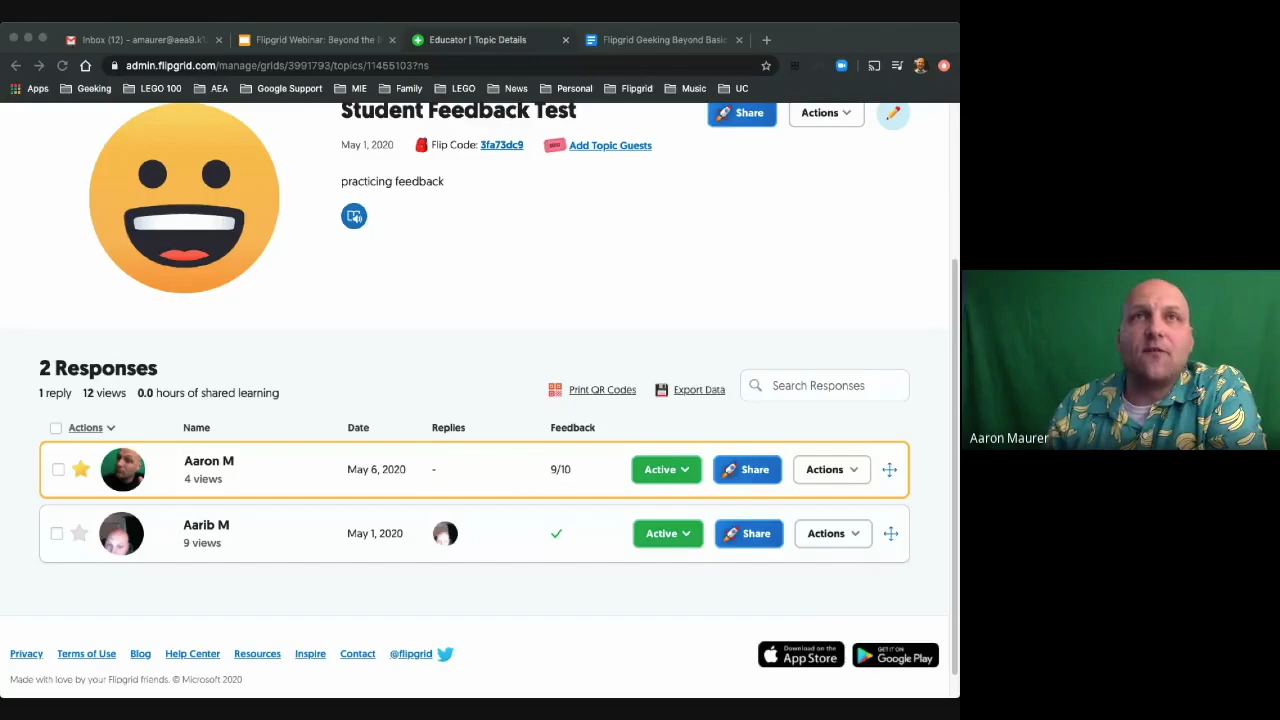 Inbox (12) - amaurer@aea9.k1
Flipgrid Webinar: Beyond the
Educator | Topic Details
Flipgrid Geeking Beyond Basic
admin.flipgrid.com/manage/grids/3991793/topics/11455103?ns
Apps Geeking LEGO 100 AEA Google Support MIE Family LEGO News Personal Flipgrid Music UC
Student Feedback Test
Share
Actions
May 1, 2020 Flip Code: 3fa73dc9 Add Topic Guests
practicing feedback
2 Responses
1 reply 12 views 0.0 hours of shared learning
Print QR Codes Export Data Search Responses
Actions Name Date Replies Feedback
Aaron M May 6, 2020 - 9/10 Active Share Actions
4 views
Aarib M May 1, 2020 Active Share Actions
9 views
Privacy Terms of Use Blog Help Center Resources Inspire Contact @flipgrid
Download on the App Store
GET IT ON Google Play
Made with love by your Flipgrid friends. © Microsoft 2020
Aaron Maurer